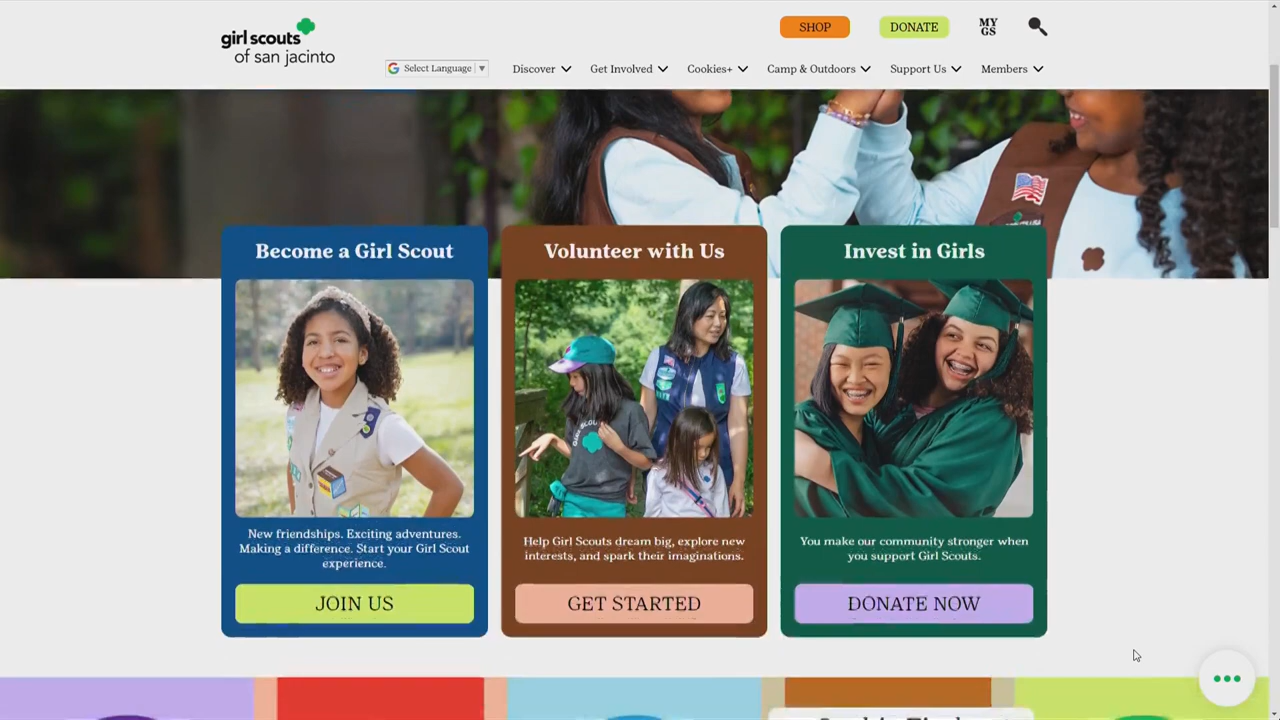 girl scouts
of san jacinto
SHOP
DONATE
MY
GS
Select Language
Discover
Get Involved
Cookies+
Camp & Outdoors
Support Us
Members
Become a Girl Scout
Volunteer with Us
Invest in Girls
New friendships. Exciting adventures.
Making a difference. Start your Girl Scout
experience.
Help Girl Scouts dream big, explore new
interests, and spark their imaginations.
You make our community stronger when
you support Girl Scouts.
JOIN US
GET STARTED
DONATE NOW